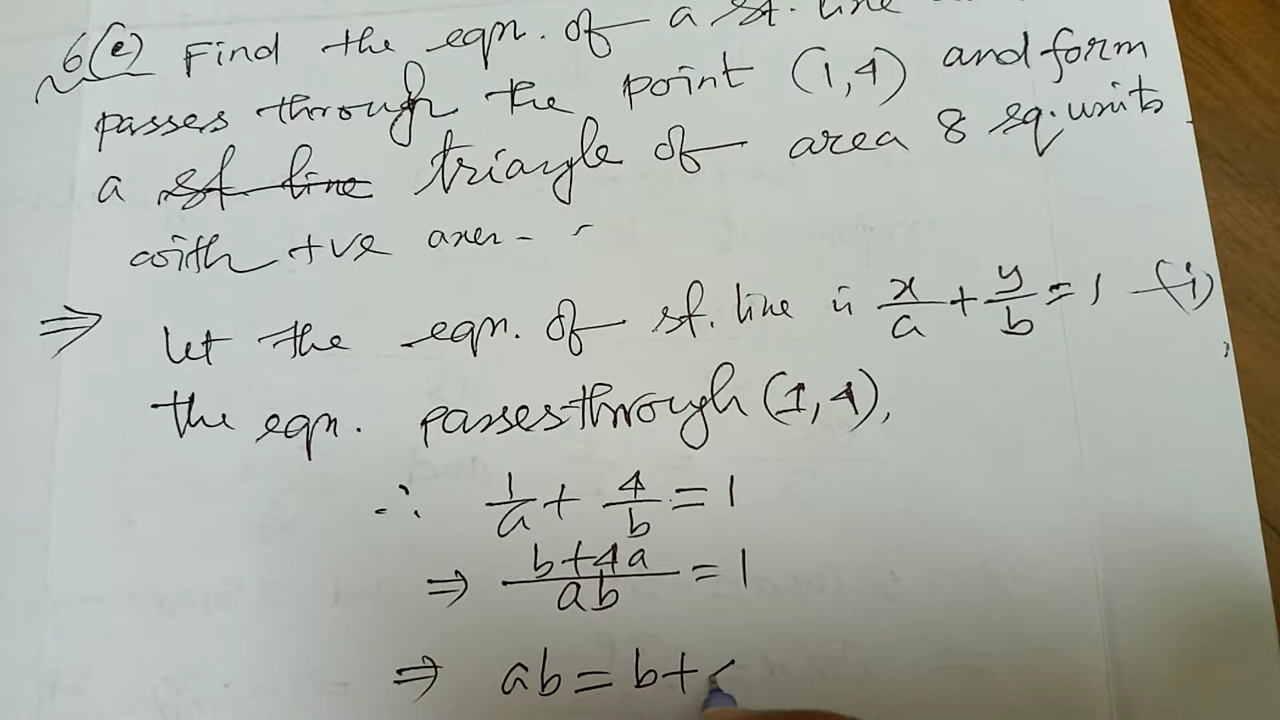 6(e) Find the eqn. of a st. line
passes through the point (1,4) and form
a st. line triangle of area 8 sq. units
with +ve axes -
⇒ Let the eqn. of st. line is x/a + y/b = 1 —(i)
the eqn. passes through (1,4),
∴ 1/a + 4/b = 1
⇒ b+4a/ab = 1
⇒ ab = b+